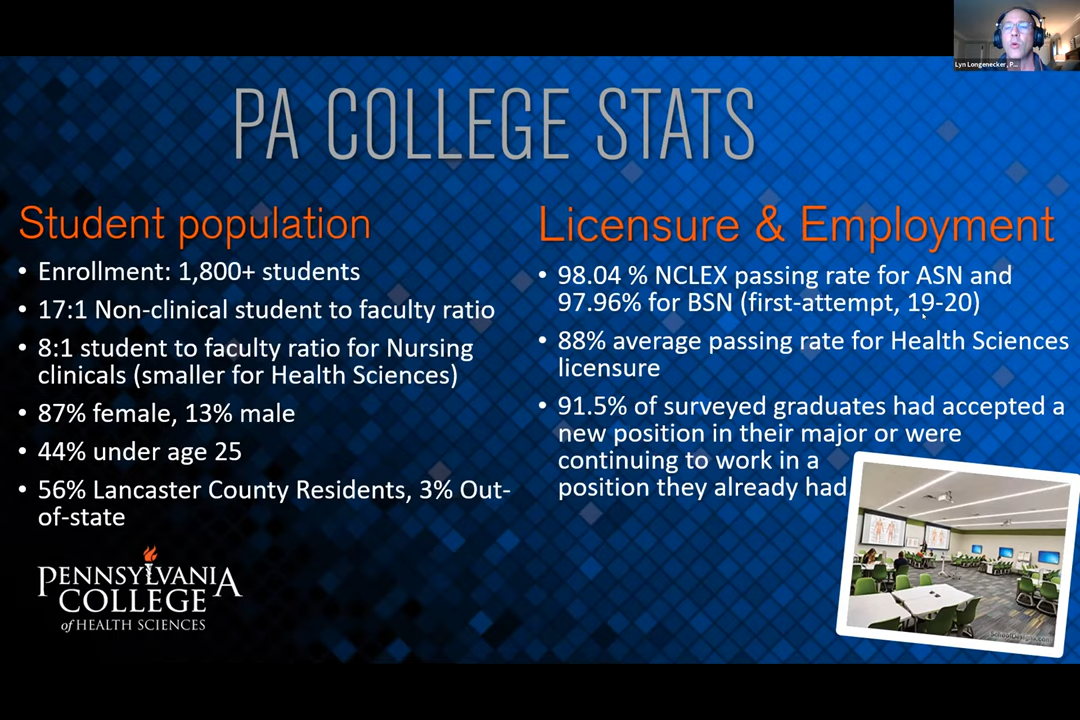 Lyn Longenecker, P...
PA COLLEGE STATS
Student population
• Enrollment: 1,800+ students
• 17:1 Non-clinical student to faculty ratio
• 8:1 student to faculty ratio for Nursing
clinicals (smaller for Health Sciences)
• 87% female, 13% male
• 44% under age 25
• 56% Lancaster County Residents, 3% Out-
of-state
PENNSYLVANIA
COLLEGE
of HEALTH SCIENCES
Licensure & Employment
• 98.04 % NCLEX passing rate for ASN and
97.96% for BSN (first-attempt, 19-20)
• 88% average passing rate for Health Sciences
licensure
• 91.5% of surveyed graduates had accepted a
new position in their major or were
continuing to work in a
position they already had